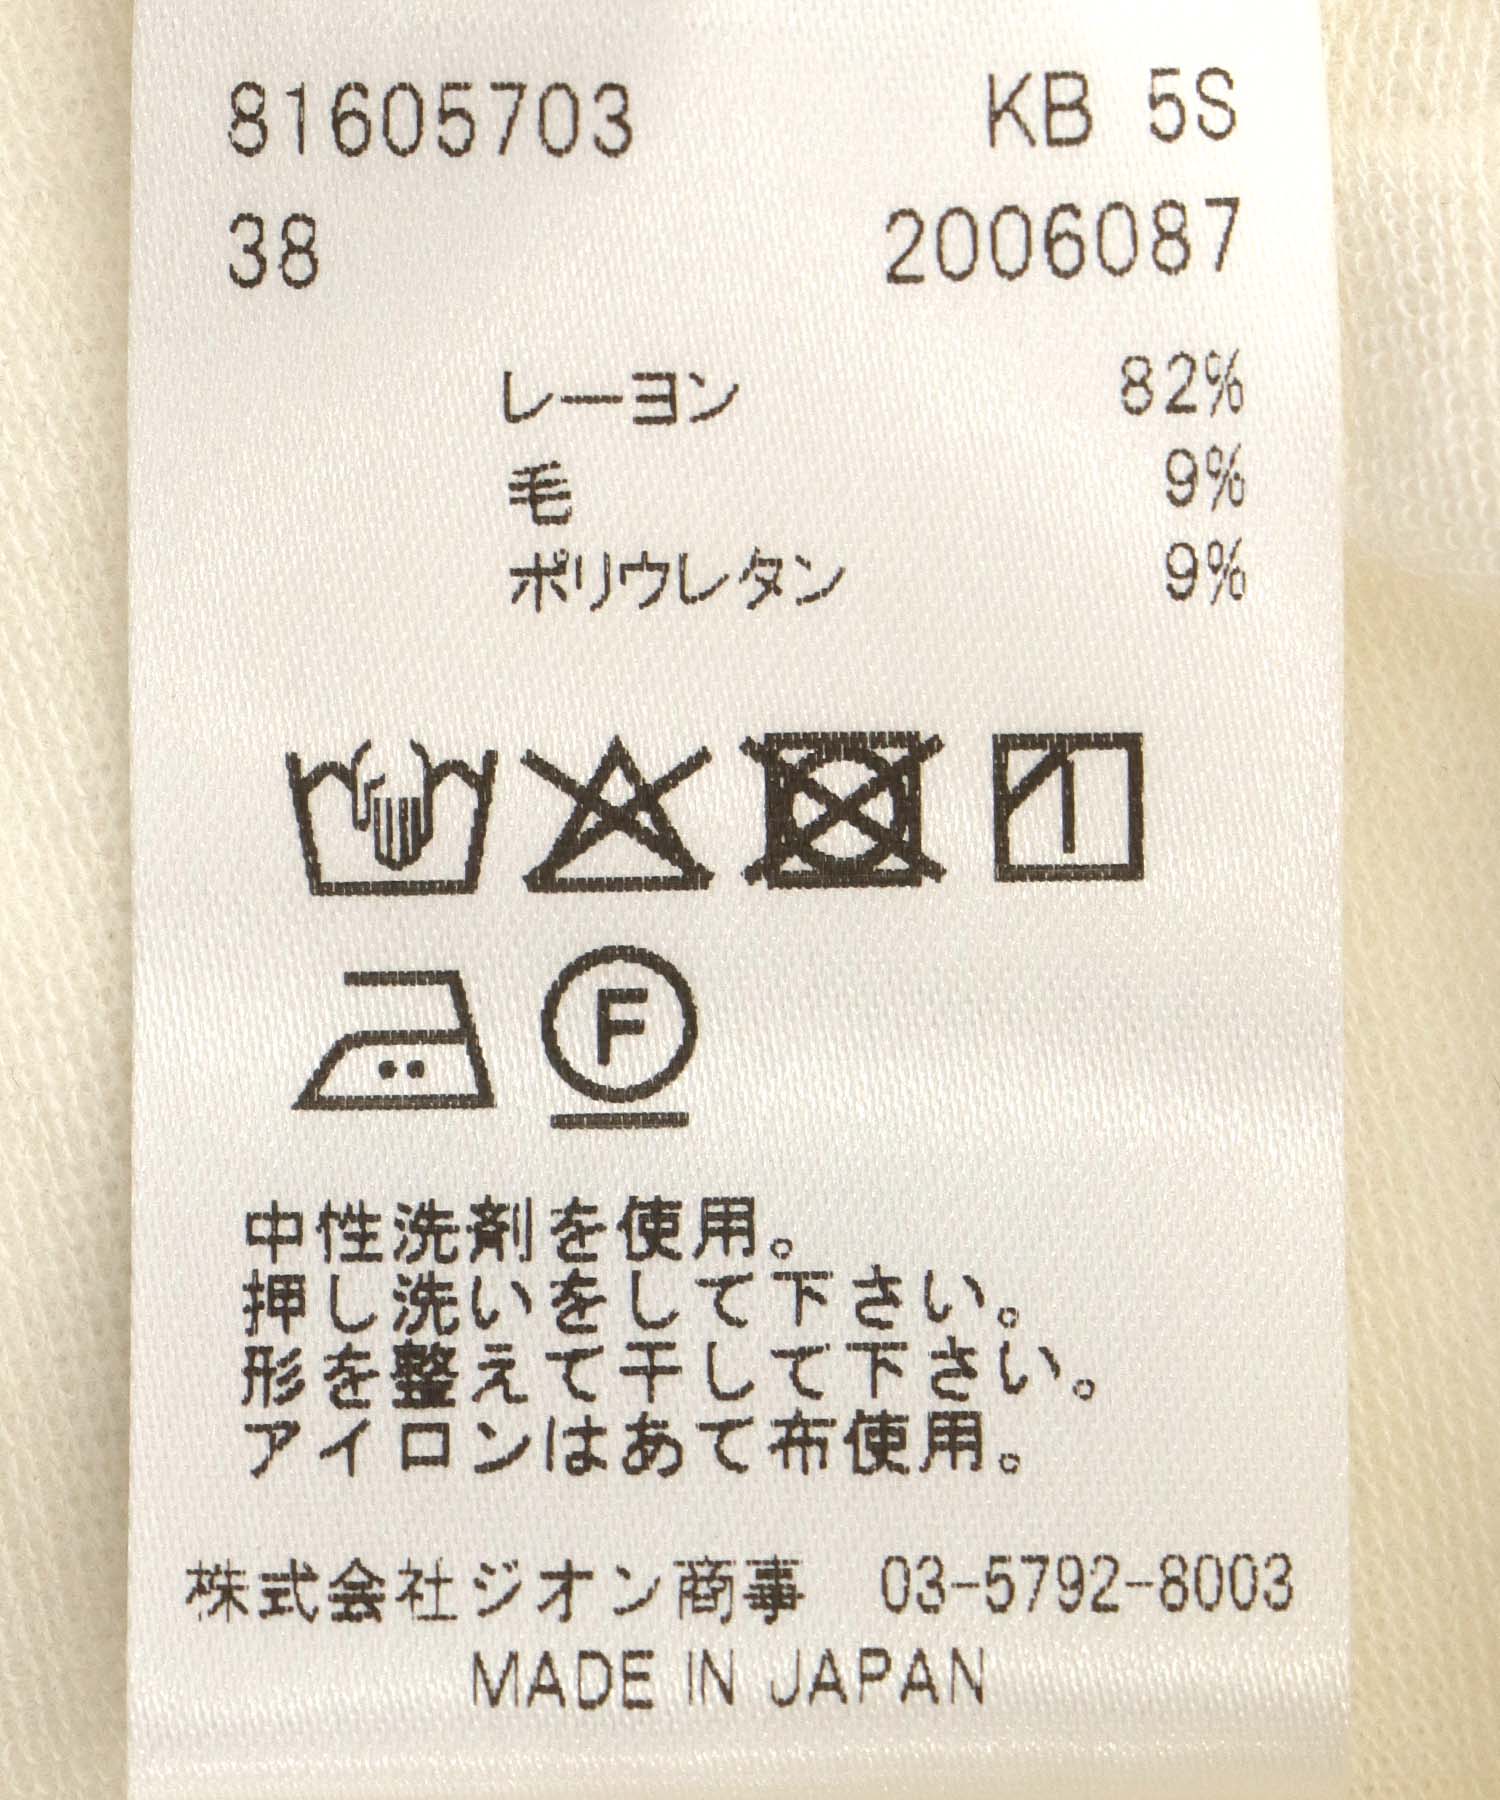 81605703 KB 5S
38 2006087
レーヨン 82%
毛 9%
ポリウレタン 9%
F
中性洗剤を使用。
押し洗いをして下さい。
形を整えて干して下さい。
アイロンはあて布使用。
株式会社ジオン商事 03-5792-8003
MADE IN JAPAN